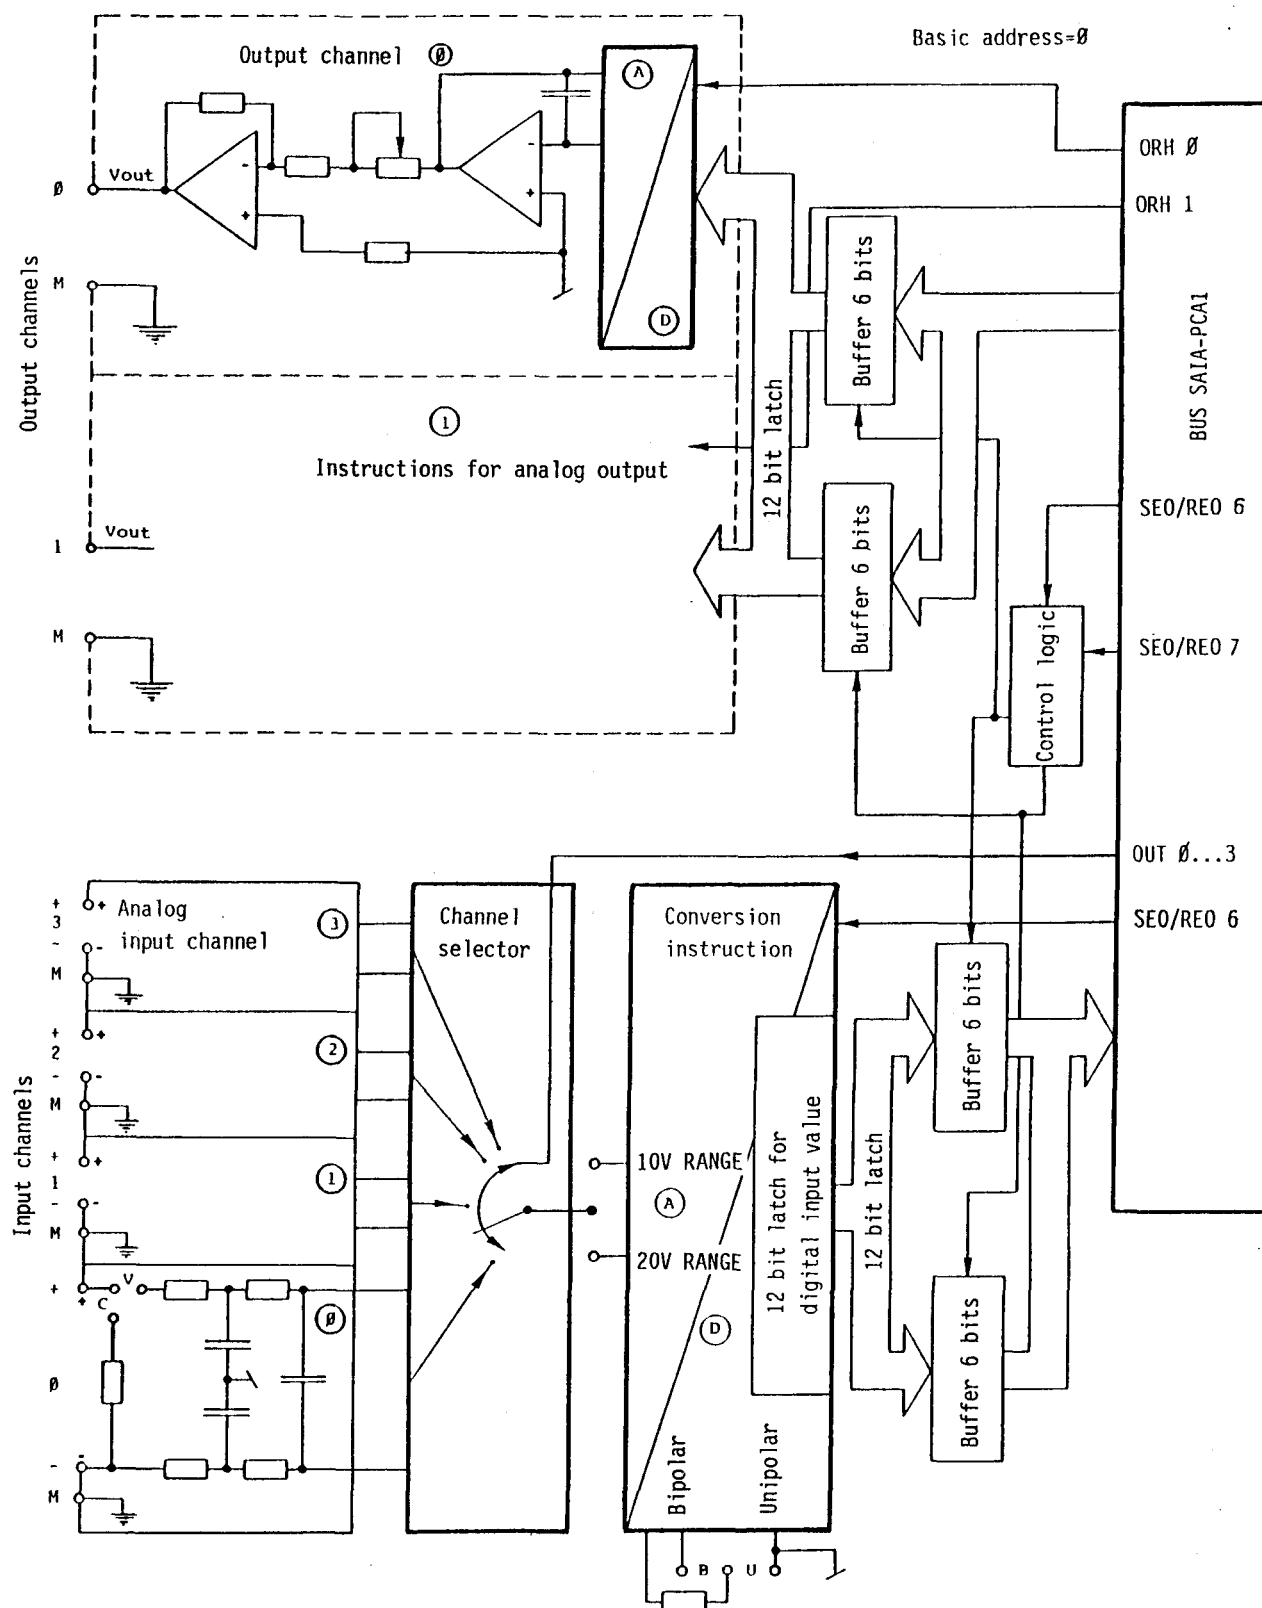 Basic address=Ø
Output channel Ø
A
D
-
+
-
+
Ø
Vout
M
Output channels
1
Instructions for analog output
1
Vout
M
12 bit latch
Buffer 6 bits
Buffer 6 bits
Control logic
BUS SAIA-PCA1
ORH Ø
ORH 1
SEO/REO 6
SEO/REO 7
OUT Ø...3
SEO/REO 6
Input channels
+ +
3
- -
M
Analog
input channel
3
+ +
2
- -
M
2
+ +
1
- -
M
1
+ +
V
C
Ø
Ø
- -
M
Channel
selector
Conversion
instruction
10V RANGE
A
20V RANGE
D
12 bit latch for
digital input value
Bipolar
Unipolar
B
U
12 bit latch
Buffer 6 bits
Buffer 6 bits